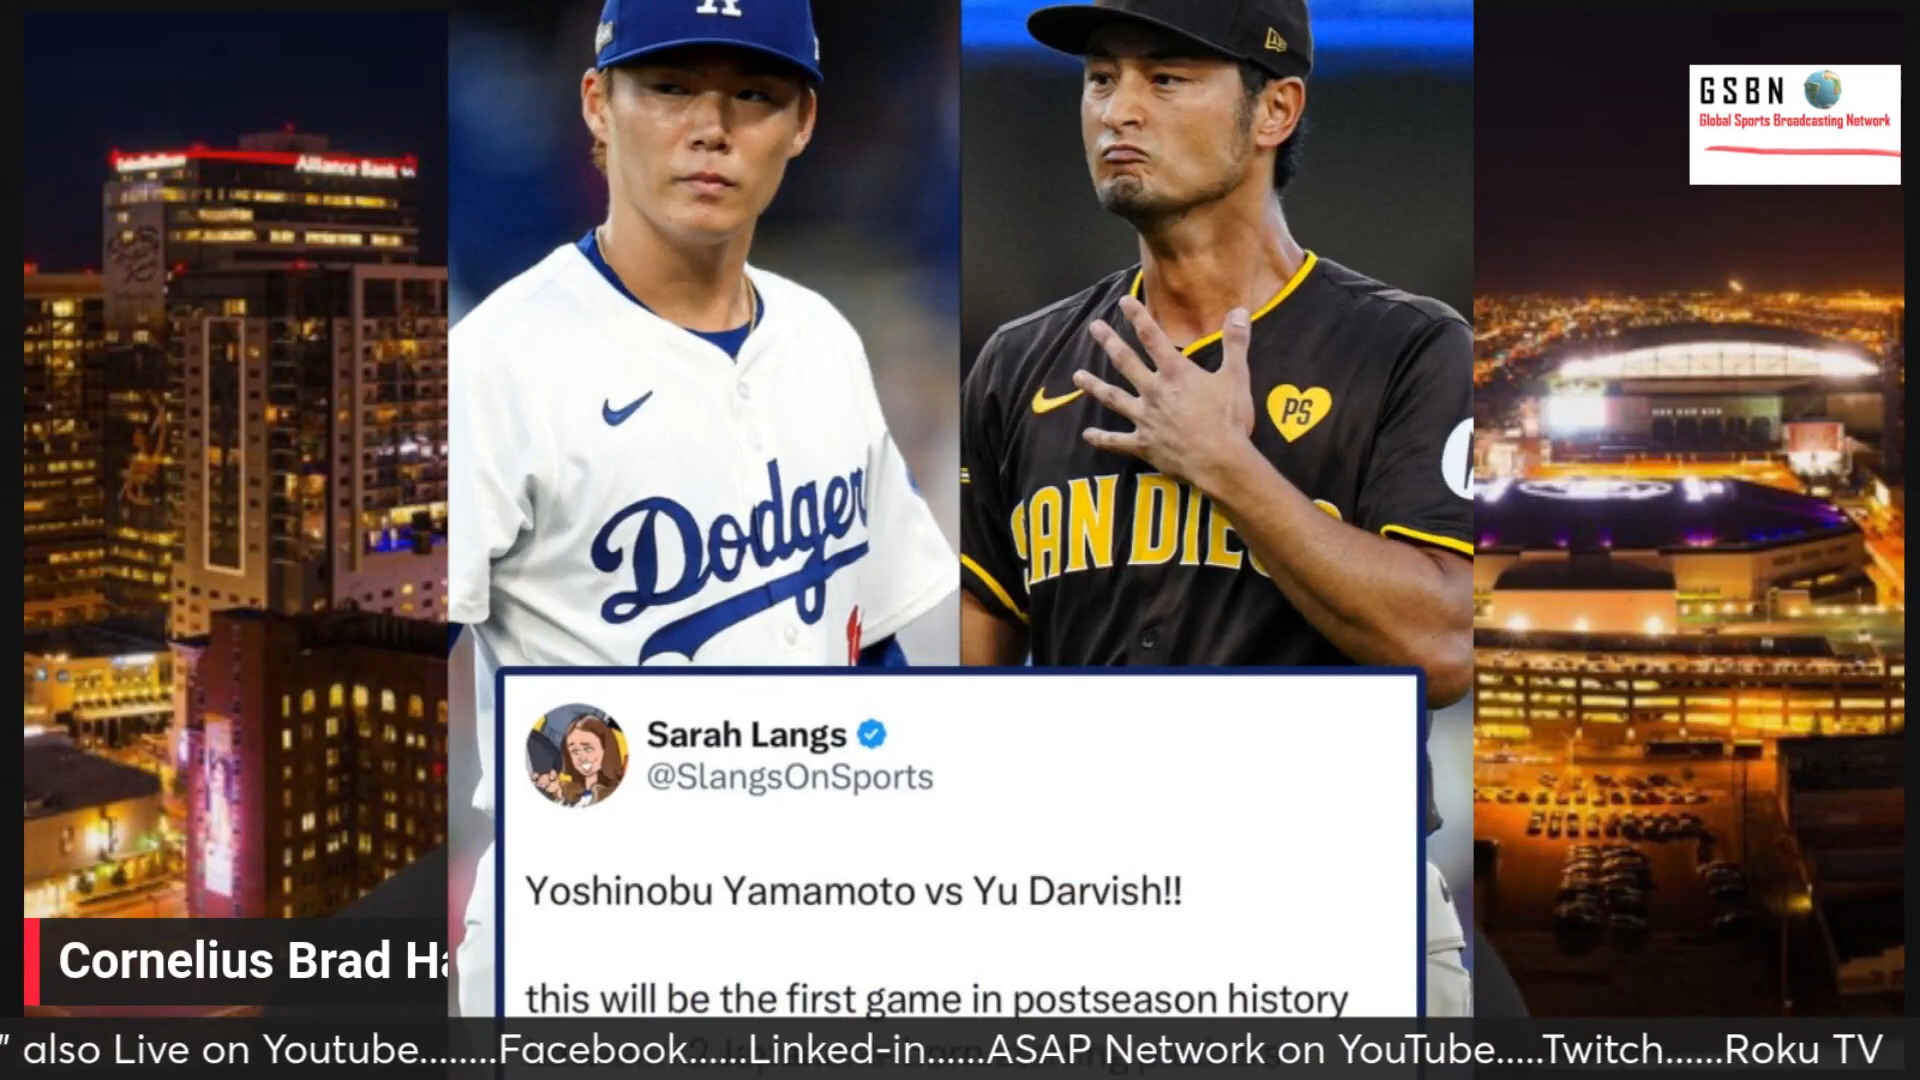 GSBN
Global Sports Broadcasting Network
Alliance Bank
Dodger
PS
SAN DIEG
Sarah Langs
@SlangsOnSports
Yoshinobu Yamamoto vs Yu Darvish!!
this will be the first game in postseason history
Cornelius Brad Ha
" also Live on Youtube........Facebook......Linked-in......ASAP Network on YouTube.....Twitch......Roku TV